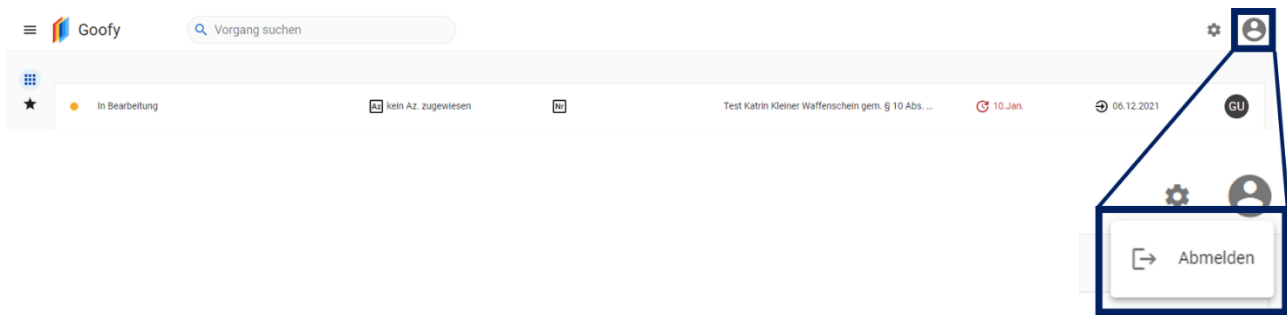 Goofy
Vorgang suchen
In Bearbeitung
Az kein Az. zugewiesen
Nr
Test Katrin Kleiner Waffenschein gem. § 10 Abs. ...
10.Jan.
06.12.2021
GU
Abmelden